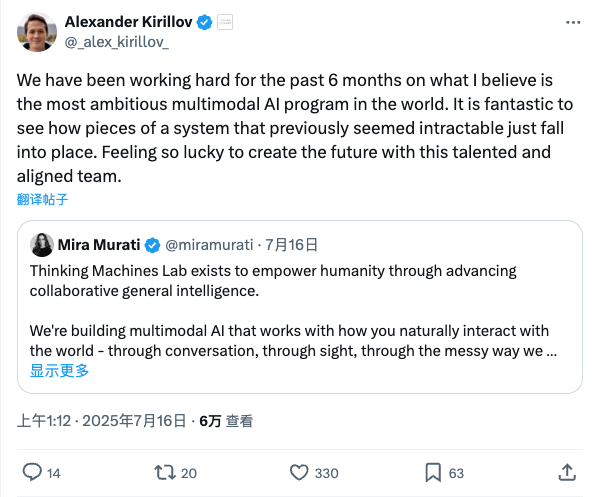 Alexander Kirillov
@_alex_kirillov_
We have been working hard for the past 6 months on what I believe is
the most ambitious multimodal AI program in the world. It is fantastic to
see how pieces of a system that previously seemed intractable just fall
into place. Feeling so lucky to create the future with this talented and
aligned team.
翻译帖子
Mira Murati @miramurati · 7月16日
Thinking Machines Lab exists to empower humanity through advancing
collaborative general intelligence.
We're building multimodal AI that works with how you naturally interact with
the world - through conversation, through sight, through the messy way we ...
显示更多
上午1:12 · 2025年7月16日 · 6万 查看
14 20 330 63